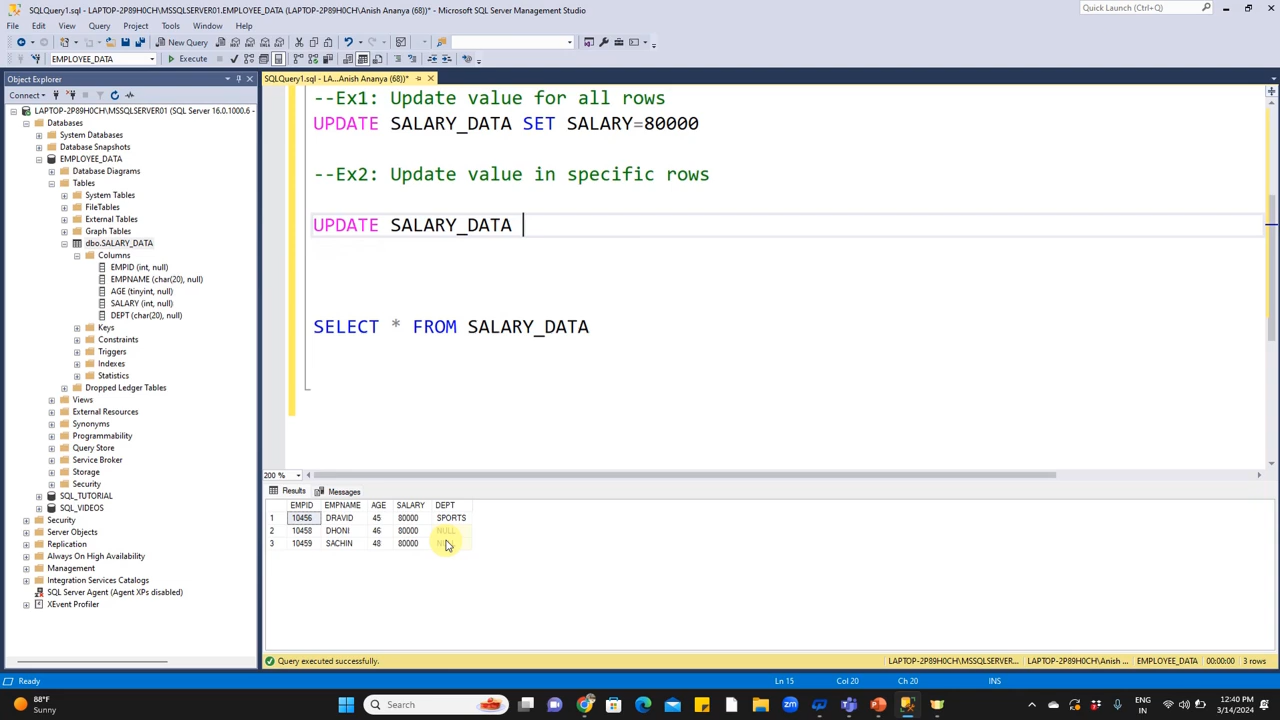 SQLQuery1.sql - LAPTOP-2P89H0CH\MSSQLSERVER01.EMPLOYEE_DATA (LAPTOP-2P89H0CH\Anish Ananya (68))* - Microsoft SQL Server Management Studio
Quick Launch (Ctrl+Q)
File Edit View Query Project Tools Window Help
New Query
EMPLOYEE_DATA Execute
Object Explorer
SQLQuery1.sql - LA...Anish Ananya (68))*
Connect
LAPTOP-2P89H0CH\MSSQLSERVER01 (SQL Server 16.0.1000.6 -
Databases
System Databases
Database Snapshots
EMPLOYEE_DATA
Database Diagrams
Tables
System Tables
FileTables
External Tables
Graph Tables
dbo.SALARY_DATA
Columns
EMPID (int, null)
EMPNAME (char(20), null)
AGE (tinyint, null)
SALARY (int, null)
DEPT (char(20), null)
Keys
Constraints
Triggers
Indexes
Statistics
Dropped Ledger Tables
Views
External Resources
Synonyms
Programmability
Query Store
Service Broker
Storage
Security
SQL_TUTORIAL
SQL_VIDEOS
Security
Server Objects
Replication
Always On High Availability
Management
Integration Services Catalogs
SQL Server Agent (Agent XPs disabled)
XEvent Profiler
--Ex1: Update value for all rows
UPDATE SALARY_DATA SET SALARY=80000
--Ex2: Update value in specific rows
UPDATE SALARY_DATA
SELECT * FROM SALARY_DATA
200 %
Results Messages
EMPID EMPNAME AGE SALARY DEPT
1 10456 DRAVID 45 80000 SPORTS
2 10458 DHONI 46 80000 NULL
3 10459 SACHIN 48 80000
Query executed successfully.
LAPTOP-2P89H0CH\MSSQLSERVER... LAPTOP-2P89H0CH\Anish ... EMPLOYEE_DATA 00:00:00 3 rows
Ready Ln 15 Col 20 Ch 20 INS
88°F
Sunny
Search
ENG
IN
12:40 PM
3/14/2024